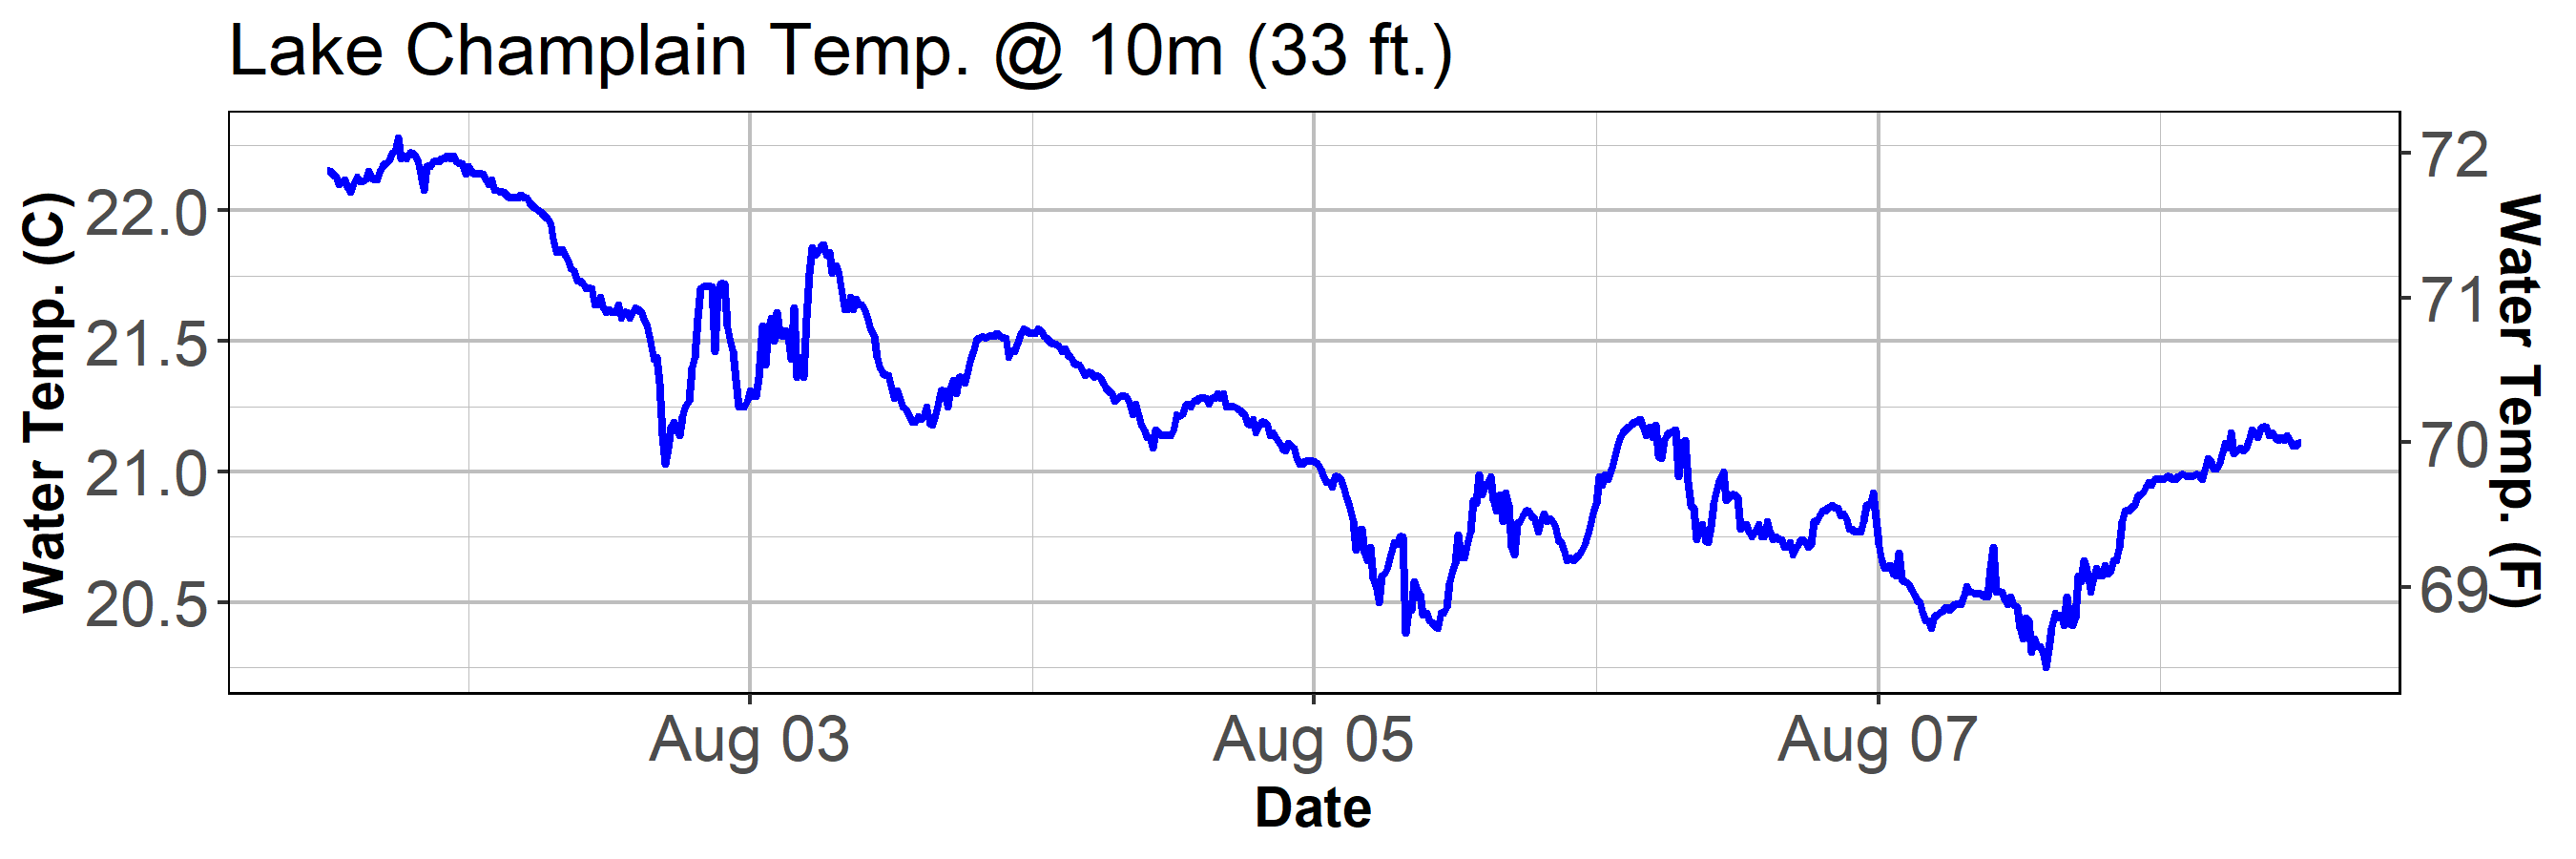 Lake Champlain Temp. @ 10m (33 ft.)
Water Temp. (C)
22.0
21.5
21.0
20.5
72
71
70
69
Water Temp. (F)
Aug 03
Aug 05
Aug 07
Date